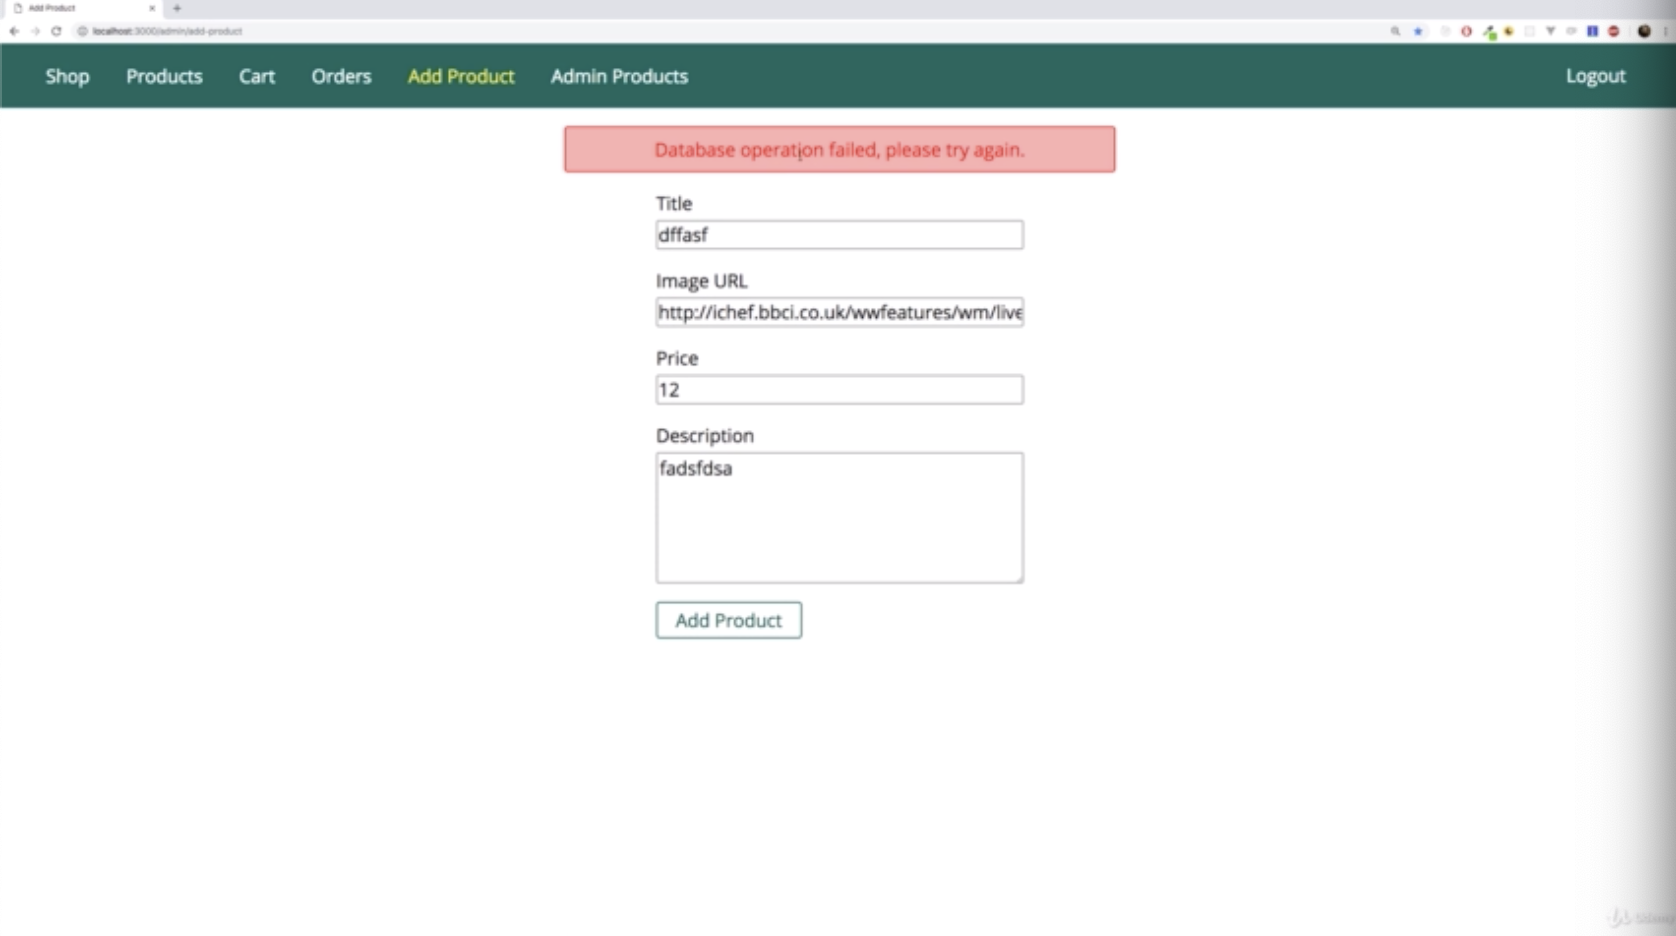 Add Product
localhost:3000/admin/add-product
Shop Products Cart Orders Add Product Admin Products Logout
Database operation failed, please try again.
Title
dffasf
Image URL
http://ichef.bbci.co.uk/wwfeatures/wm/live
Price
12
Description
fadsfdsa
Add Product
Udemy